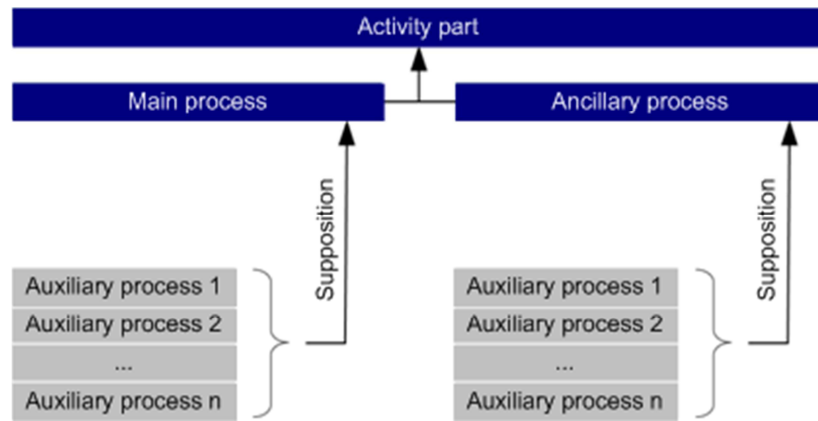 Activity part
Main process
Ancillary process
Supposition
Auxiliary process 1
Auxiliary process 2
...
Auxiliary process n
Supposition
Auxiliary process 1
Auxiliary process 2
...
Auxiliary process n